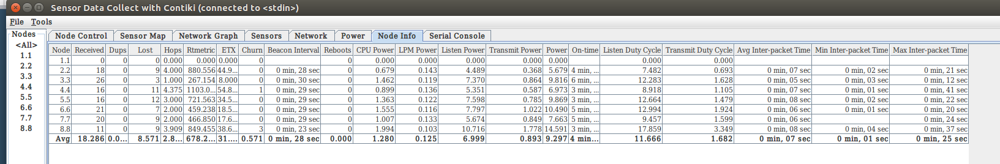 Sensor Data Collect with Contiki (connected to <stdin>)
File Tools
Nodes
<All>
1.1
2.2
3.3
4.4
5.5
6.6
7.7
8.8
Node Control Sensor Map Network Graph Sensors Network Power Node Info Serial Console
Node Received Dups Lost Hops Rtmetric ETX Churn Beacon Interval Reboots CPU Power LPM Power Listen Power Transmit Power Power On-time Listen Duty Cycle Transmit Duty Cycle Avg Inter-packet Time Min Inter-packet Time Max Inter-packet Time
1.1 0 0 0 0.000 0.000 0.000 0 0 0.000 0.000 0.000 0.000 0.000 0.000 0.000
2.2 18 0 9 4.000 880.556 44.9... 0 0 min, 28 sec 0 0.679 0.143 4.489 0.368 5.679 4 min, ... 7.482 0.693 0 min, 07 sec 0 min, 02 sec 0 min, 21 sec
3.3 26 0 3 1.000 267.154 8.000 0 0 min, 30 sec 0 1.462 0.119 7.370 0.864 9.816 6 min, ... 12.283 1.628 0 min, 05 sec 0 min, 03 sec 0 min, 12 sec
4.4 16 0 11 4.375 1103.0... 54.8... 1 0 min, 29 sec 0 0.899 0.136 5.351 0.587 6.973 3 min, ... 8.918 1.105 0 min, 07 sec 0 min, 01 sec 0 min, 41 sec
5.5 16 0 12 3.000 721.563 34.5... 0 0 min, 29 sec 0 1.363 0.122 7.598 0.785 9.869 3 min, ... 12.664 1.479 0 min, 08 sec 0 min, 02 sec 0 min, 22 sec
6.6 21 0 7 2.000 459.238 18.5... 0 0 min, 29 sec 0 1.555 0.116 7.797 1.022 10.490 5 min, ... 12.994 1.924 0 min, 06 sec 0 min, 01 sec 0 min, 20 sec
7.7 20 0 9 2.000 466.850 17.6... 0 0 min, 29 sec 0 1.007 0.133 5.674 0.849 7.663 5 min, ... 9.457 1.599 0 min, 06 sec 0 min, 24 sec
8.8 11 0 9 3.909 849.455 38.6... 3 0 min, 23 sec 0 1.994 0.103 10.716 1.778 14.591 3 min, ... 17.859 3.349 0 min, 08 sec 0 min, 04 sec 0 min, 37 sec
Avg 18.286 0.0... 8.571 2.8... 678.2... 31.... 0.571 0 min, 28 sec 0.000 1.280 0.125 6.999 0.893 9.297 4 min... 11.666 1.682 0 min, 07 sec 0 min, 01 sec 0 min, 25 sec